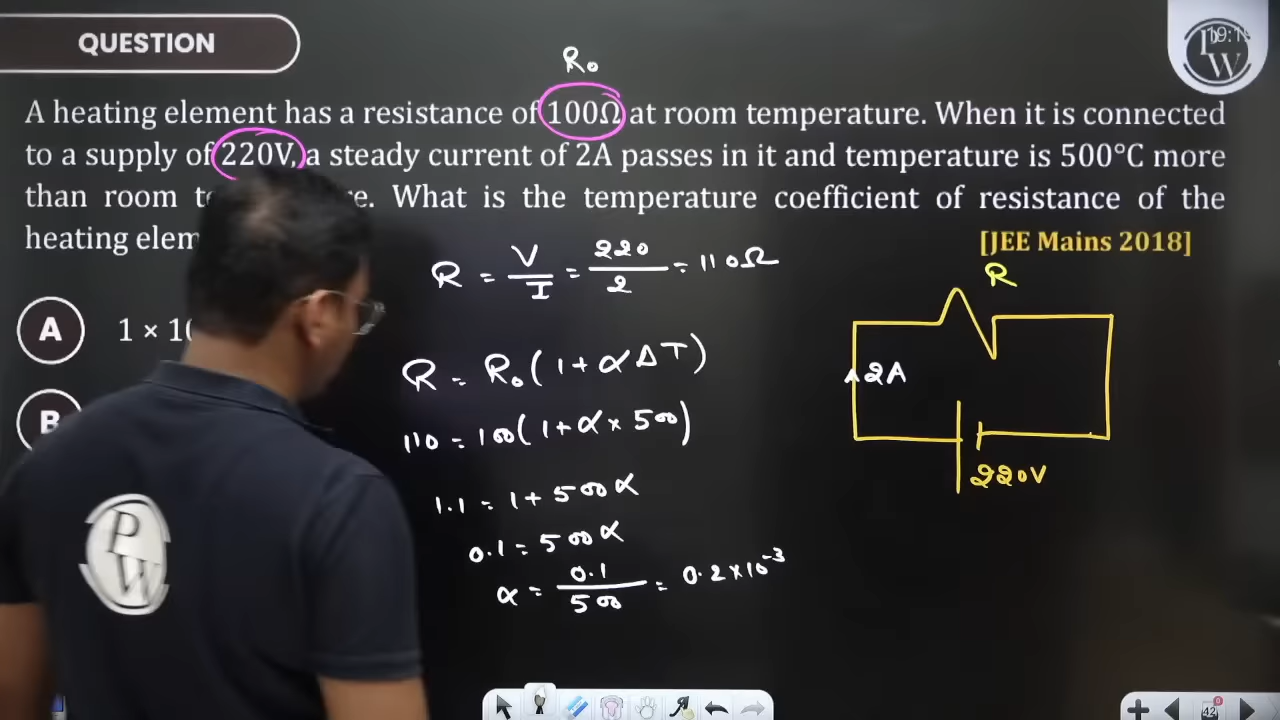 QUESTION
R₀
A heating element has a resistance of 100Ω at room temperature. When it is connected
to a supply of 220V, a steady current of 2A passes in it and temperature is 500°C more
than room What is the temperature coefficient of resistance of the
heating
[JEE Mains 2018]
R = V/I = 220/2 = 110Ω
R
A 1 ×
R = R₀(1+αΔT)
2A
B
110 = 100(1+α×500)
1.1 = 1+500α
220V
0.1 = 500α
α = 0.1/500 = 0.2×10⁻³
PW
42